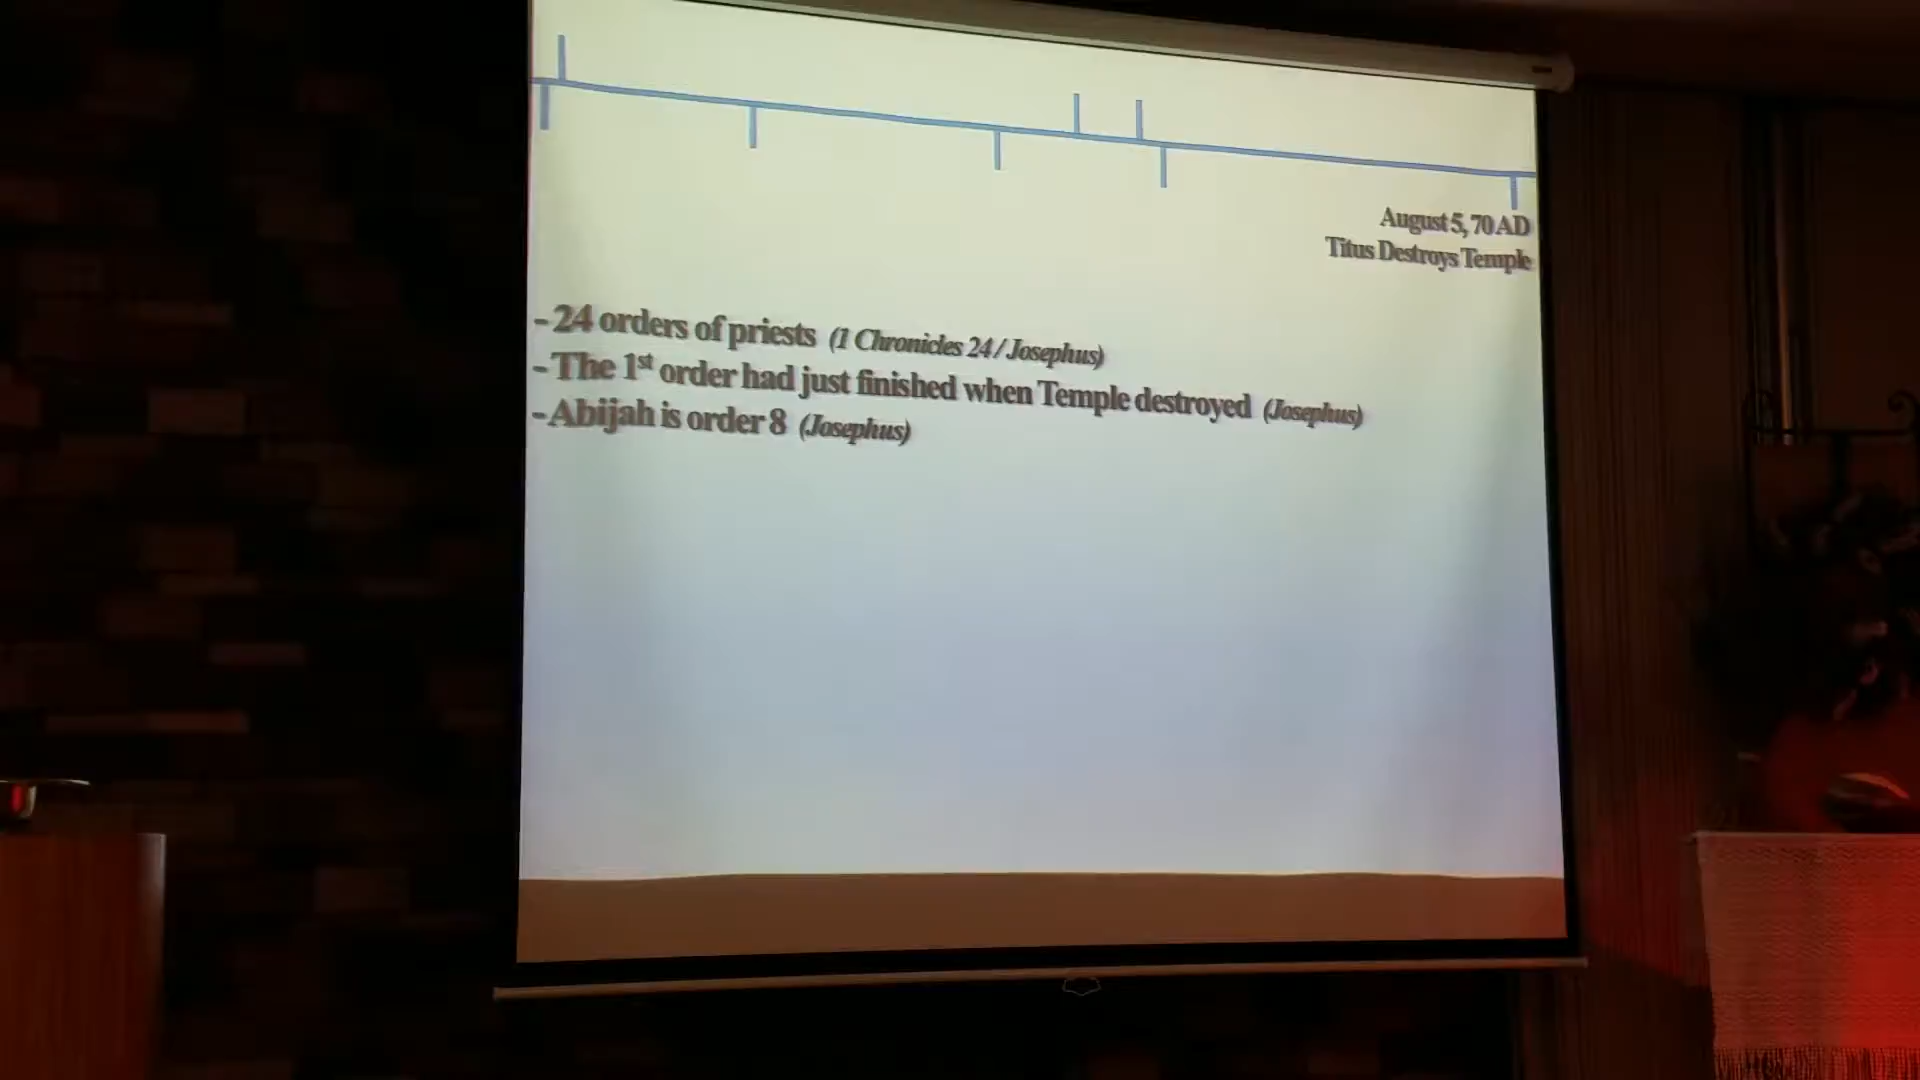 August 5, 70 AD
Titus Destroys Temple
- 24 orders of priests (1 Chronicles 24 / Josephus)
- The 1st order had just finished when Temple destroyed (Josephus)
- Abijah is order 8 (Josephus)